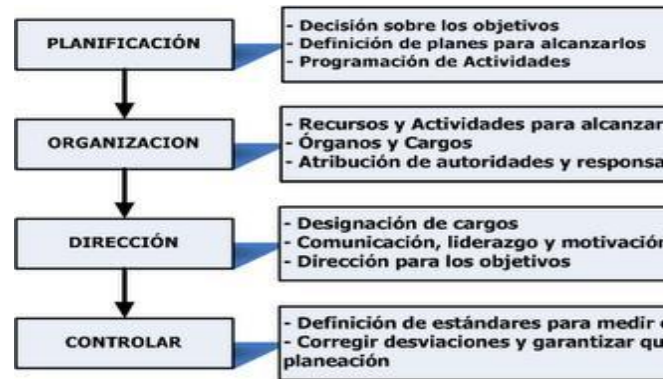 PLANIFICACIÓN
- Decisión sobre los objetivos
- Definición de planes para alcanzarlos
- Programación de Actividades
ORGANIZACION
- Recursos y Actividades para alcanzar
- Órganos y Cargos
- Atribución de autoridades y
DIRECCIÓN
- Designación de cargos
- Comunicación, liderazgo y motivación
- Dirección para los objetivos
CONTROLAR
- Definición de estándares para medir
- Corregir desviaciones y garantizar
planeación